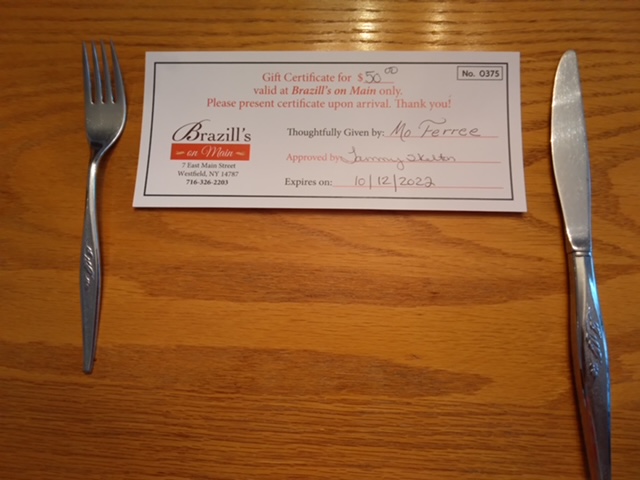 Gift Certificate for $ 50.00
No. 0375
valid at Brazill's on Main only.
Please present certificate upon arrival. Thank you!
Brazill's
on Main
7 East Main Street
Westfield, NY 14787
716-326-2203
Thoughtfully Given by: Mo Ferree
Approved by: Tammy
Expires on: 10/12/2022